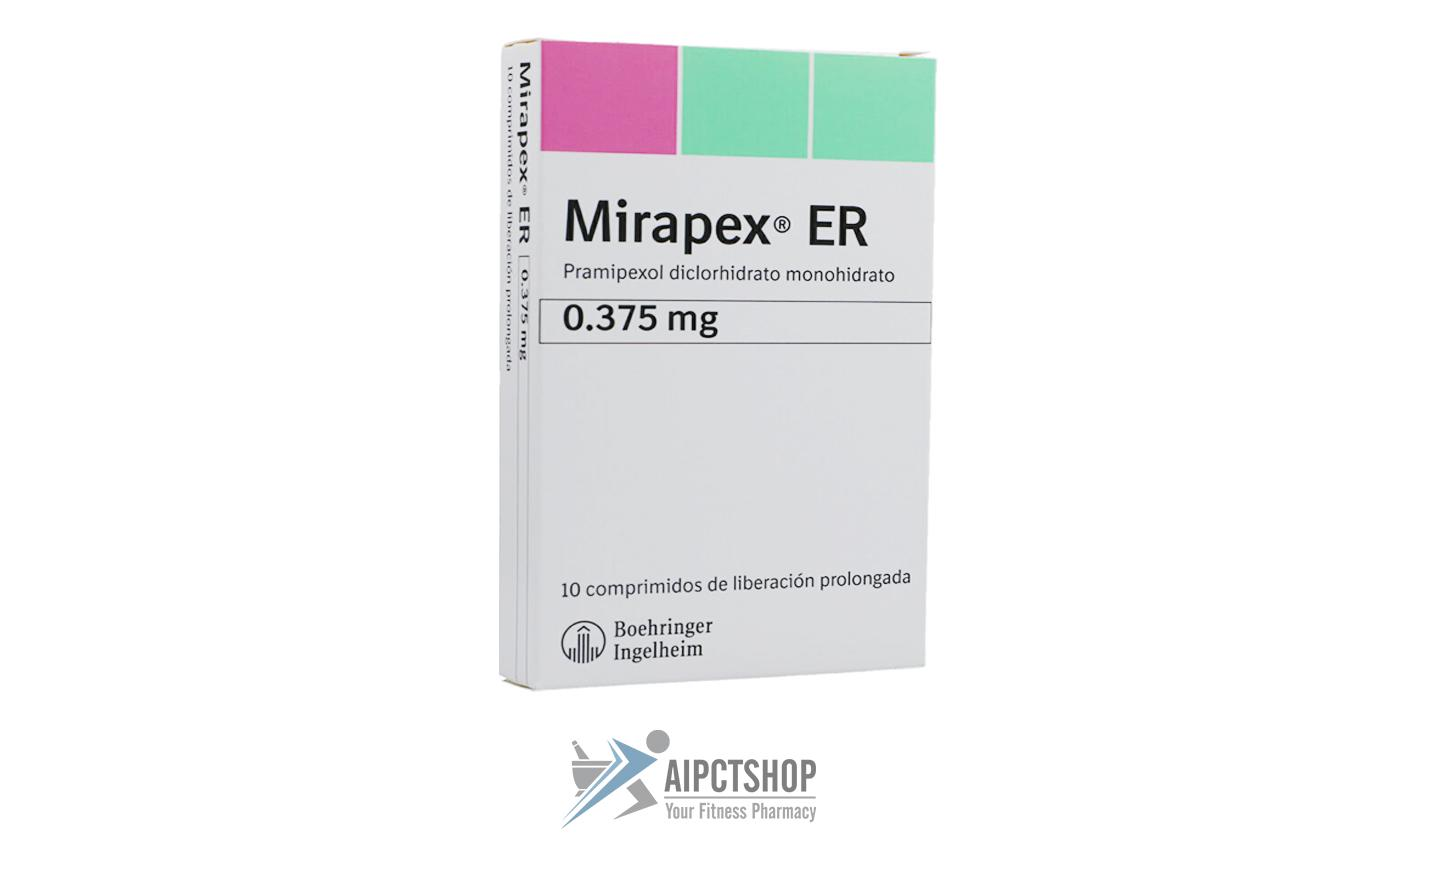 Mirapex® ER 0.375 mg
10 comprimidos de liberación prolongada
Mirapex® ER
Pramipexol diclorhidrato monohidrato
0.375 mg
10 comprimidos de liberación prolongada
Boehringer
Ingelheim
AIPCTSHOP
Your Fitness Pharmacy